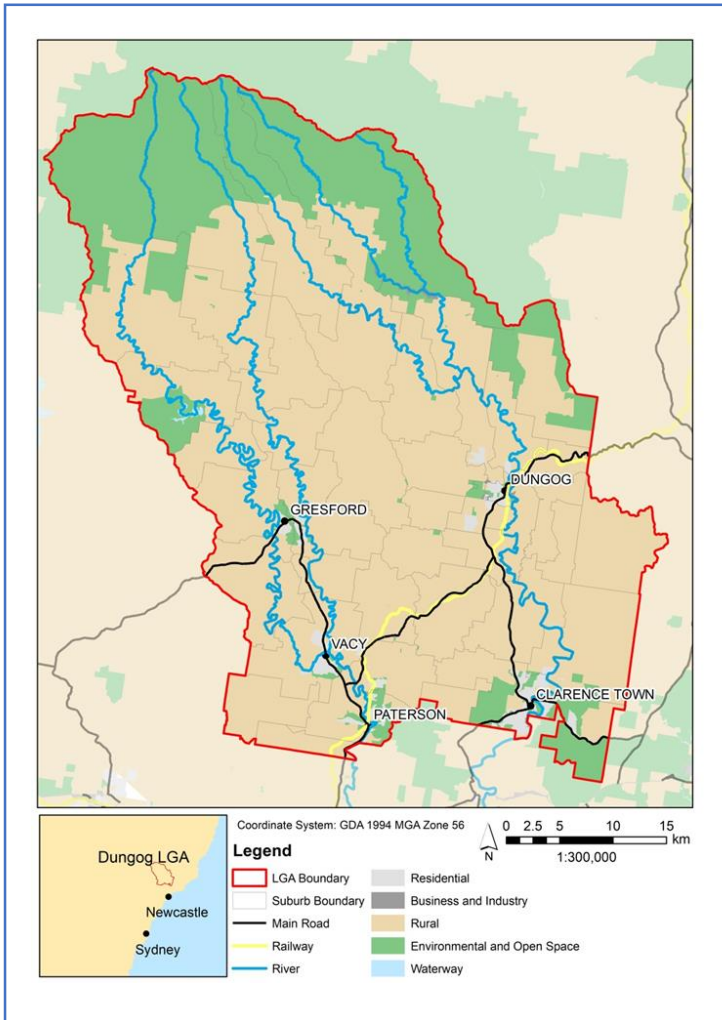 DUNGOG
GRESFORD
VACY
CLARENCE TOWN
PATERSON
Coordinate System: GDA 1994 MGA Zone 56
N
0 2.5 5 10 15
km
1:300,000
Dungog LGA
Newcastle
Sydney
Legend
LGA Boundary
Suburb Boundary
Main Road
Railway
River
Residential
Business and Industry
Rural
Environmental and Open Space
Waterway